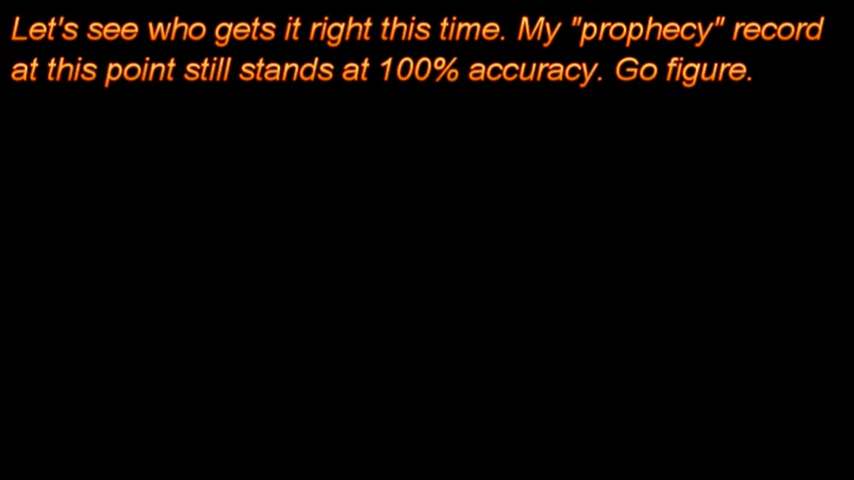 Let's see who gets it right this time. My "prophecy" record
at this point still stands at 100% accuracy. Go figure.